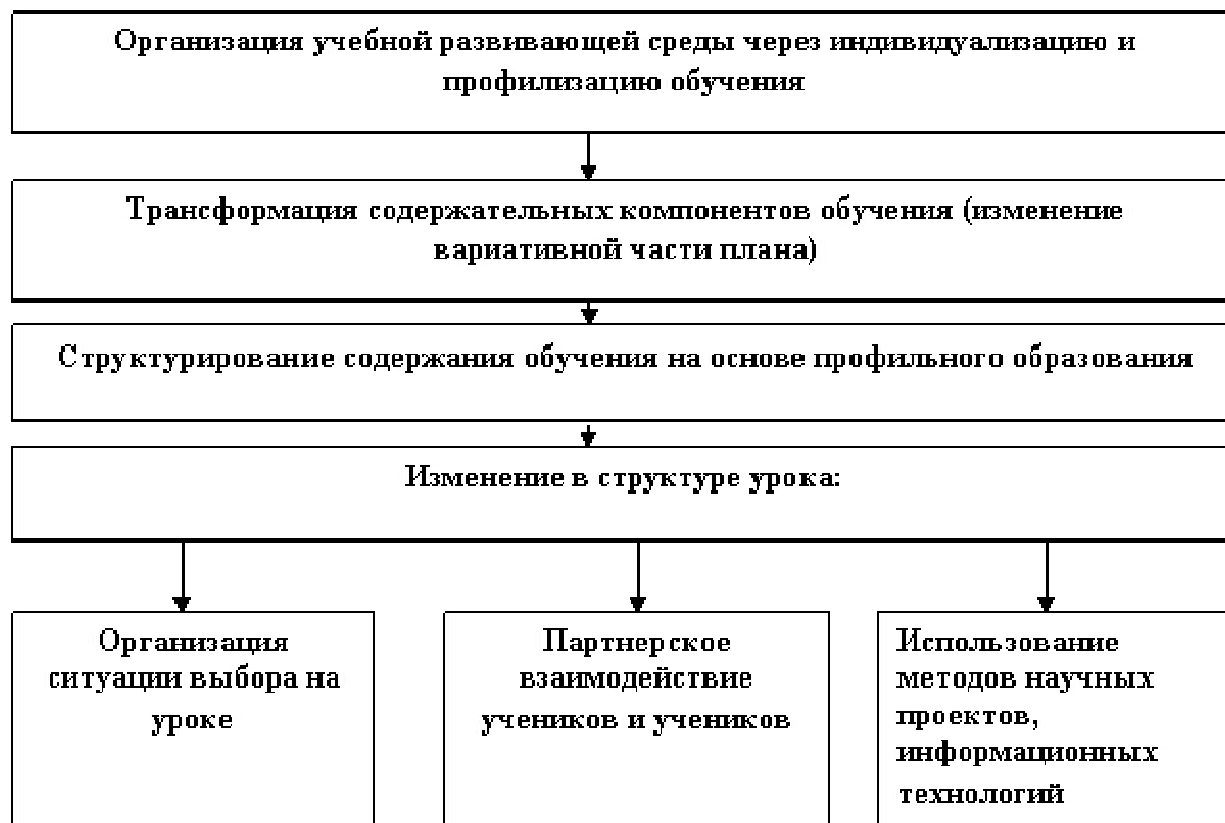 Организация учебной развивающей среды через индивидуализацию и
профилизацию обучения
Трансформация содержательных компонентов обучения (изменение
вариативной части плана)
Структурирование содержания обучения на основе профильного образования
Изменение в структуре урока:
Организация
ситуации выбора на
уроке
Партнерское
взаимодействие
учеников и учеников
Использование
методов научных
проектов,
информационных
технологий